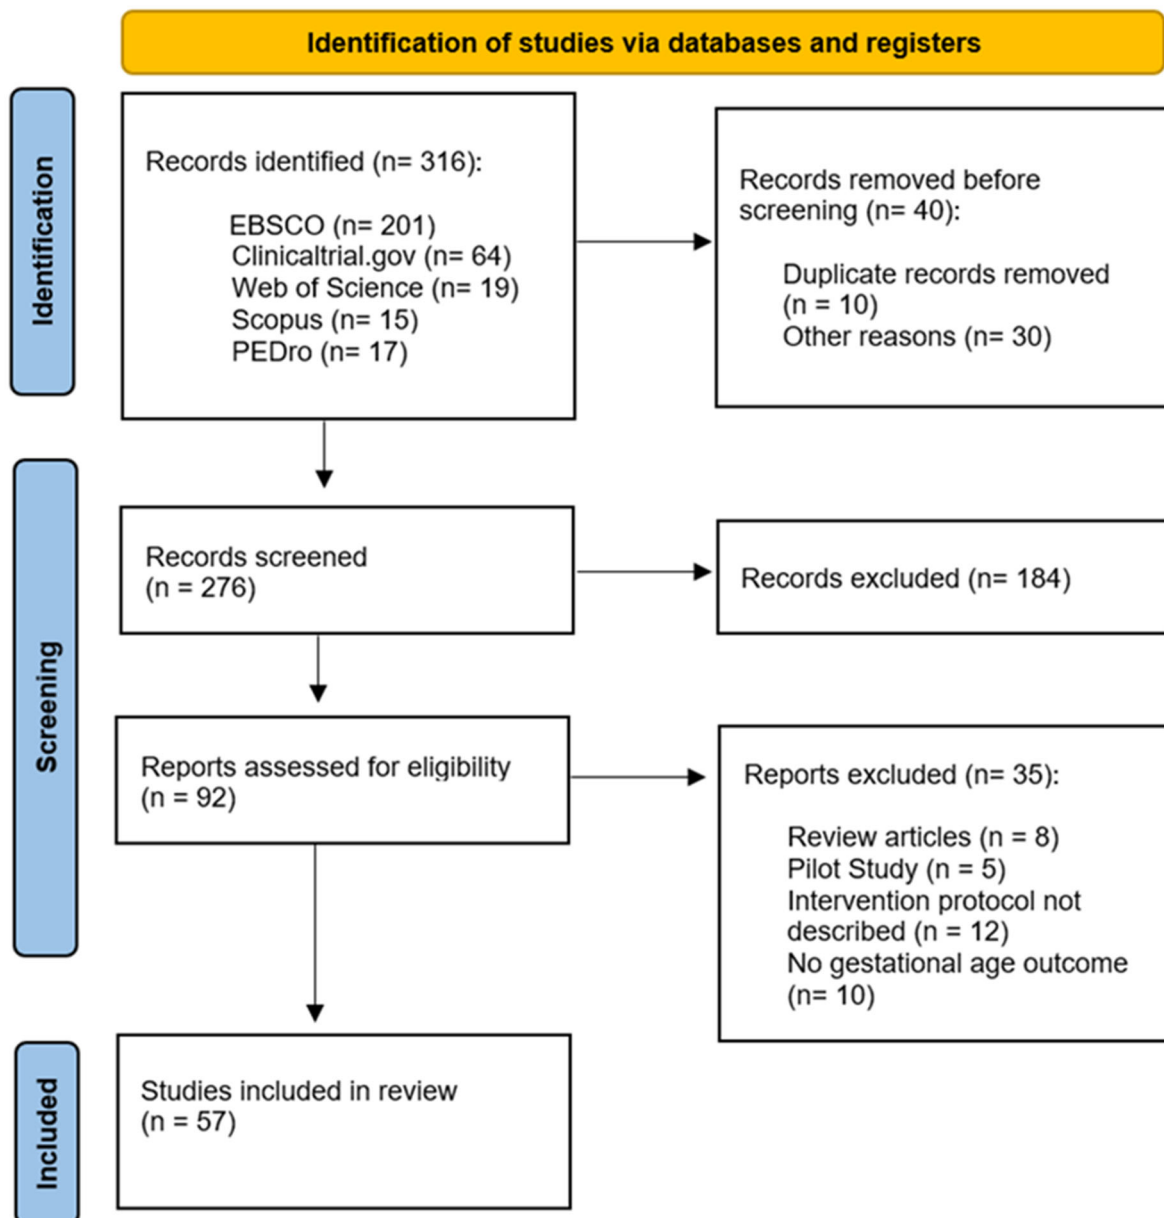 Identification of studies via databases and registers
Identification
Records identified (n= 316):
EBSCO (n= 201)
Clinicaltrial.gov (n= 64)
Web of Science (n= 19)
Scopus (n= 15)
PEDro (n= 17)
Records removed before
screening (n= 40):
Duplicate records removed
(n = 10)
Other reasons (n= 30)
Screening
Records screened
(n = 276)
Records excluded (n= 184)
Reports assessed for eligibility
(n = 92)
Reports excluded (n= 35):
Review articles (n = 8)
Pilot Study (n = 5)
Intervention protocol not
described (n = 12)
No gestational age outcome
(n= 10)
Included
Studies included in review
(n = 57)